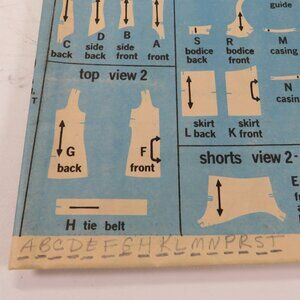 C back
D side back
B side front
A front
S bodice back
R bodice front
guide
M casing
top view 2
G back
F front
skirt
L back
skirt
K front
N casin
shorts view 2-
E
H tie belt
ABCDEFGHKLMNPRST